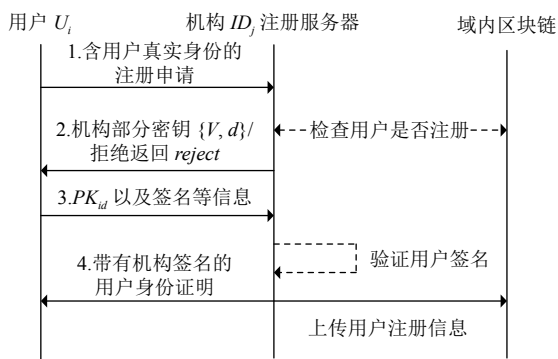 用户 U_i
机构 ID_j 注册服务器
域内区块链
1.含用户真实身份的
注册申请
2.机构部分密钥 {V, d}/
拒绝返回 reject
检查用户是否注册
3.PK_{id} 以及签名等信息
验证用户签名
4.带有机构签名的
用户身份证明
上传用户注册信息